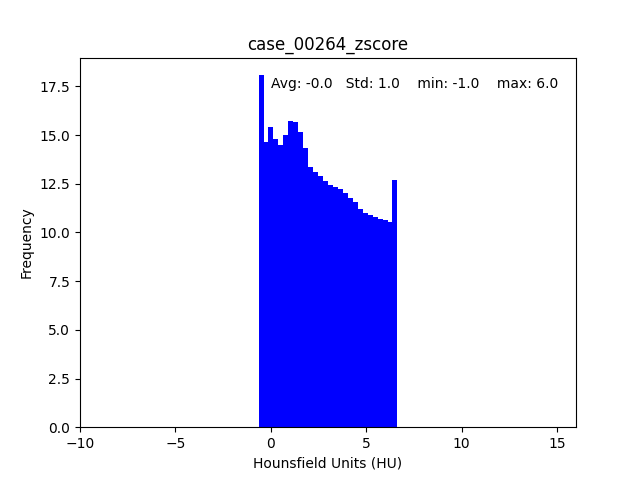 case_00264_zscore
Avg: -0.0   Std: 1.0    min: -1.0    max: 6.0
17.5
15.0
12.5
10.0
7.5
5.0
2.5
0.0
Frequency
−10 −5 0 5 10 15
Hounsfield Units (HU)